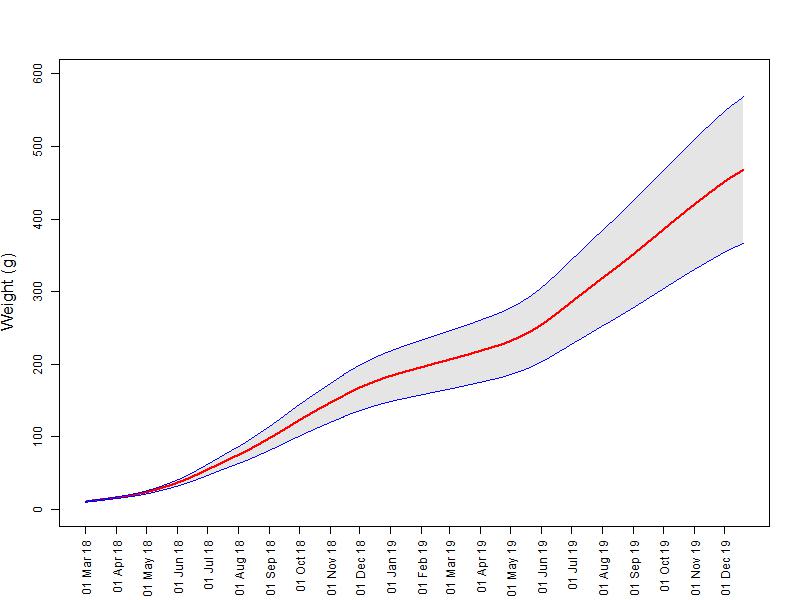 600
500
400
300
200
100
0
Weight (g)
01 Mar 18
01 Apr 18
01 May 18
01 Jun 18
01 Jul 18
01 Aug 18
01 Sep 18
01 Oct 18
01 Nov 18
01 Dec 18
01 Jan 19
01 Feb 19
01 Mar 19
01 Apr 19
01 May 19
01 Jun 19
01 Jul 19
01 Aug 19
01 Sep 19
01 Oct 19
01 Nov 19
01 Dec 19